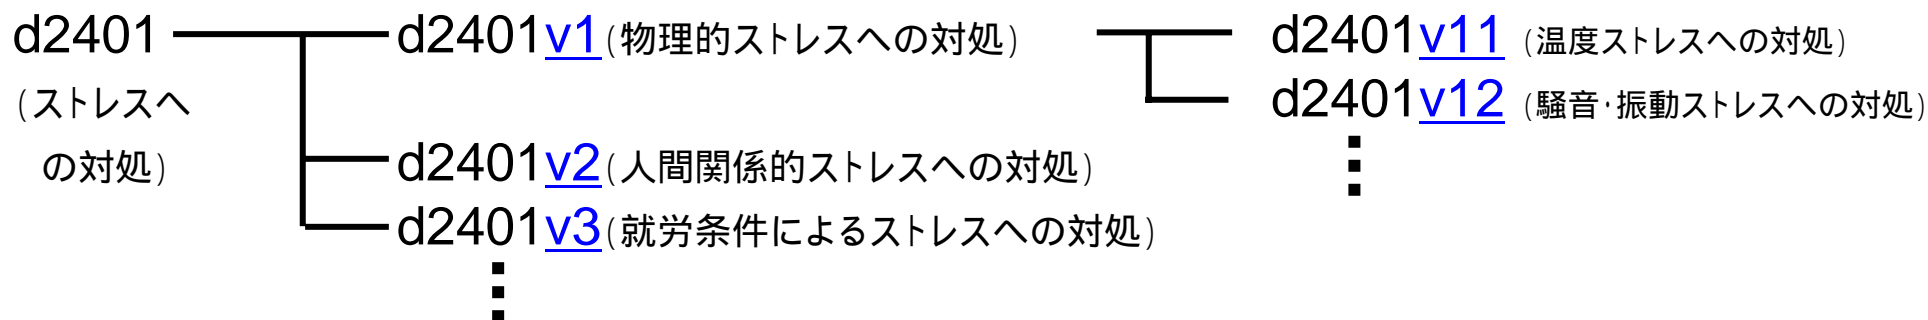 d2401
(ストレスへ
の対処)
d2401v1(物理的ストレスへの対処)
d2401v11 (温度ストレスへの対処)
d2401v12 (騒音･振動ストレスへの対処)
d2401v2(人間関係的ストレスへの対処)
d2401v3(就労条件によるストレスへの対処)